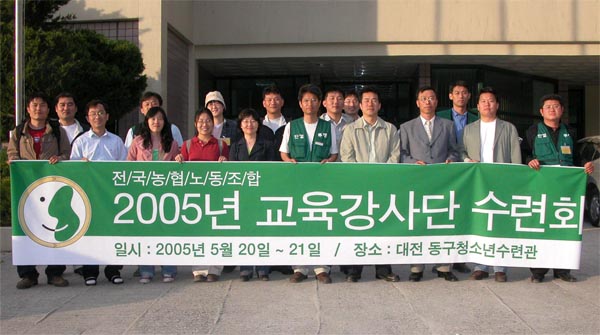 전/국/농/협/노/동/조/합
2005년 교육강사단 수련회
일시 : 2005년 5월 20일 ~ 21일 / 장소 : 대전 동구청소년수련관